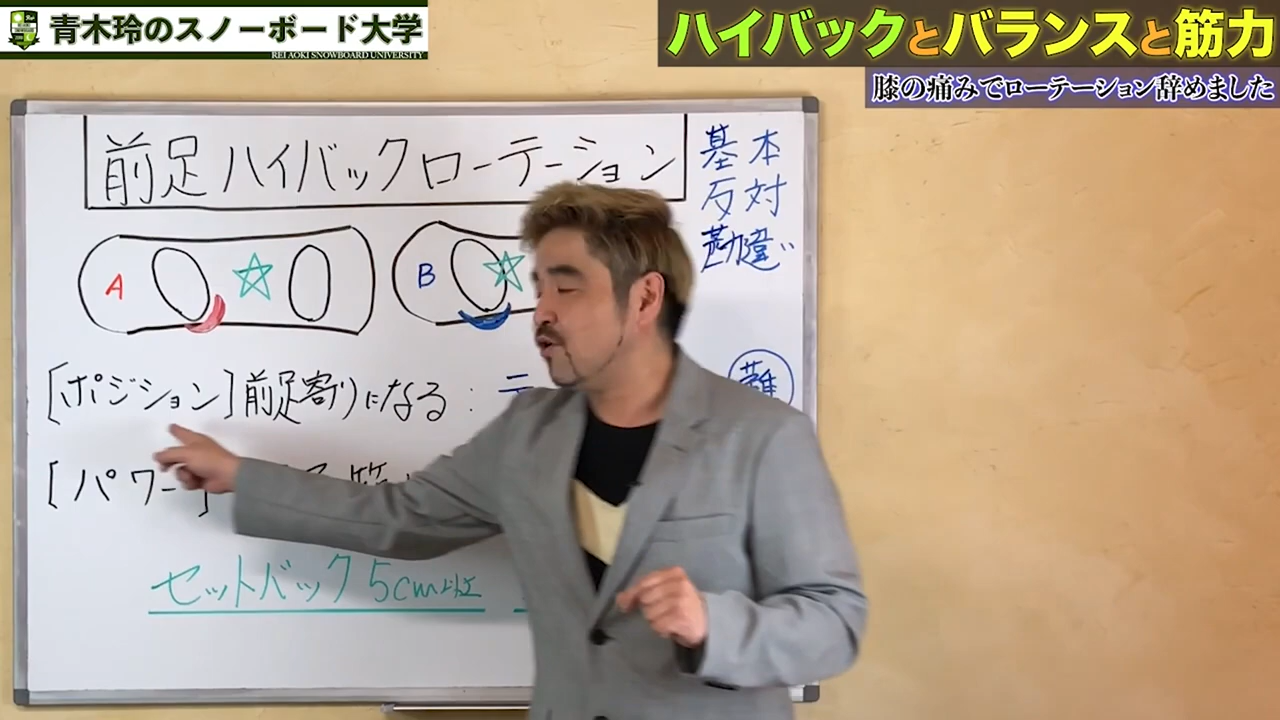 青木玲のスノーボード大学
REI AOKI SNOWBOARD UNIVERSITY
ハイバックとバランスと筋力
膝の痛みでローテーション辞めました
前足ハイバックローテーション
基本
反対
勘違い
A
B
[ポジション]前足寄りになる:
難
[パワー]
セットバック5cm以上